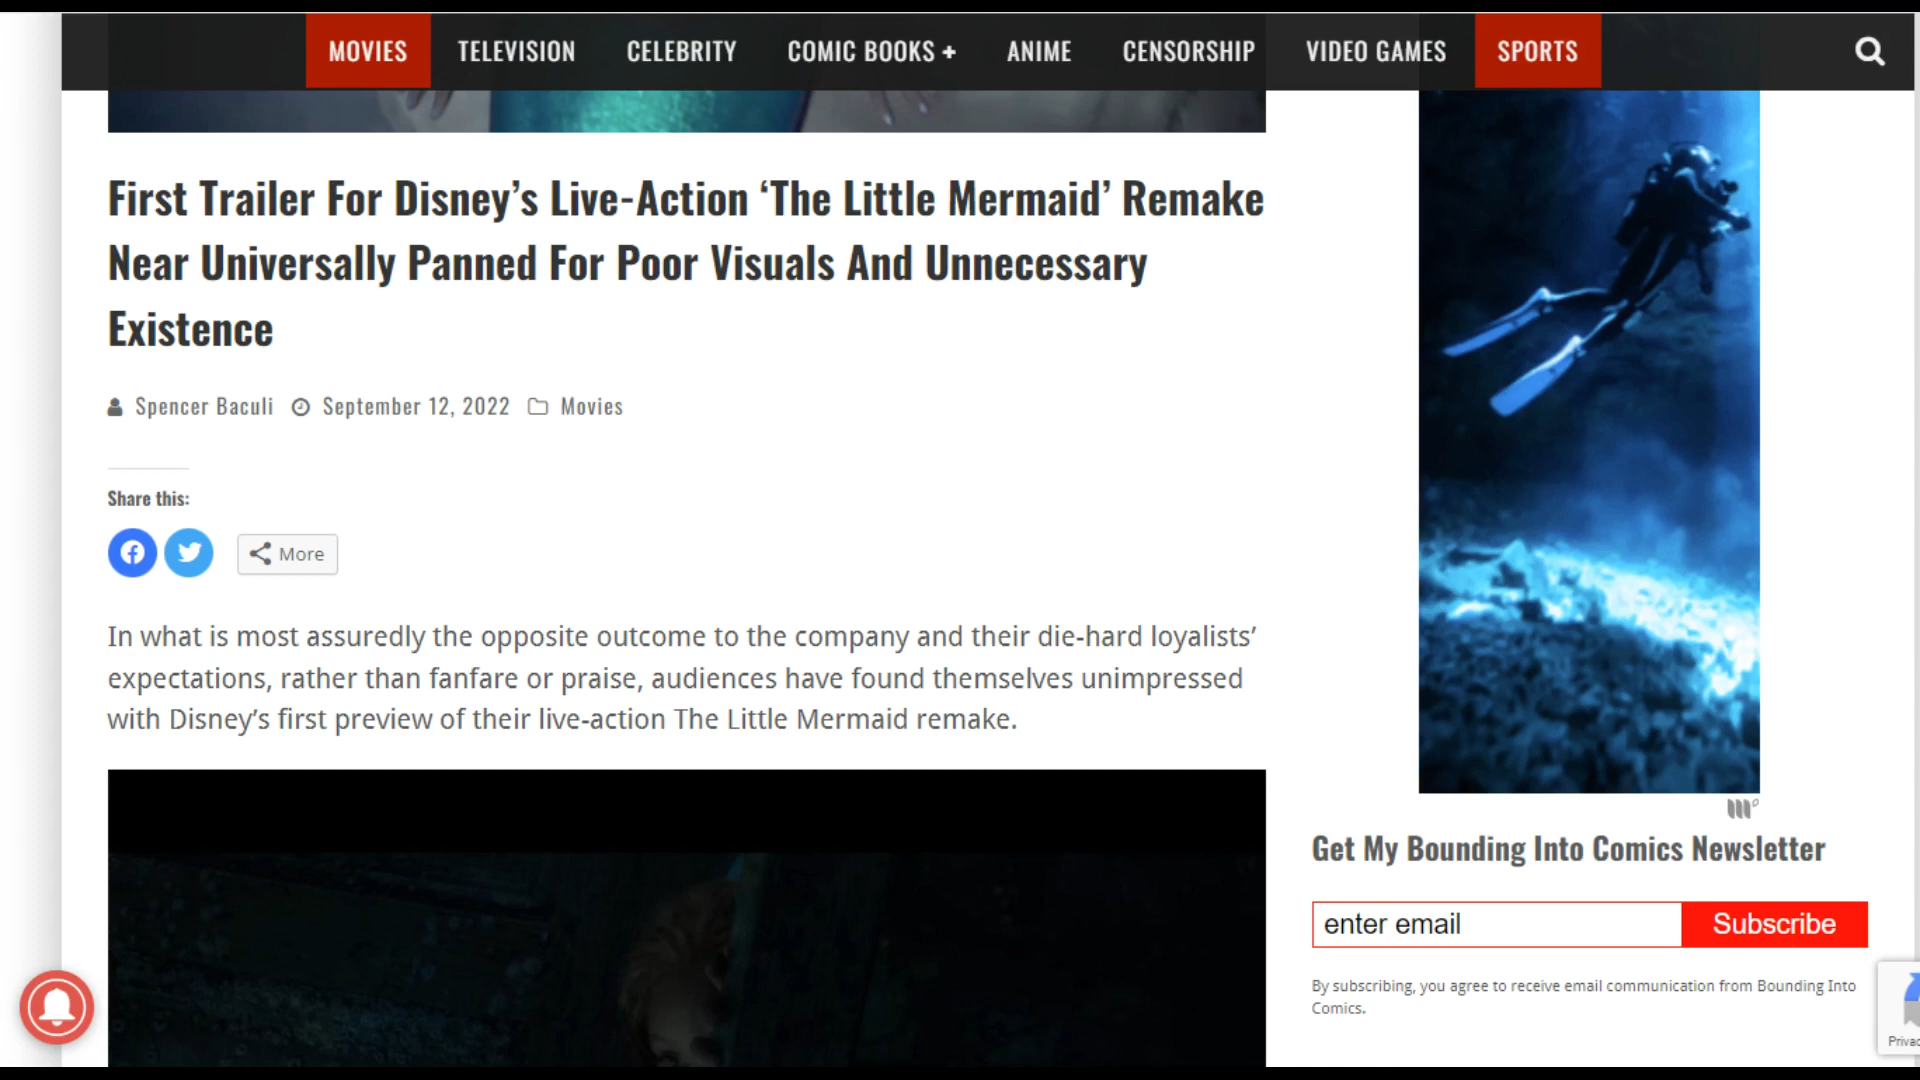 MOVIES TELEVISION CELEBRITY COMIC BOOKS + ANIME CENSORSHIP VIDEO GAMES SPORTS
First Trailer For Disney’s Live-Action ‘The Little Mermaid’ Remake
Near Universally Panned For Poor Visuals And Unnecessary
Existence
Spencer Baculi September 12, 2022 Movies
Share this:
More
In what is most assuredly the opposite outcome to the company and their die-hard loyalists’
expectations, rather than fanfare or praise, audiences have found themselves unimpressed
with Disney’s first preview of their live-action The Little Mermaid remake.
Get My Bounding Into Comics Newsletter
enter email Subscribe
By subscribing, you agree to receive email communication from Bounding Into
Comics.